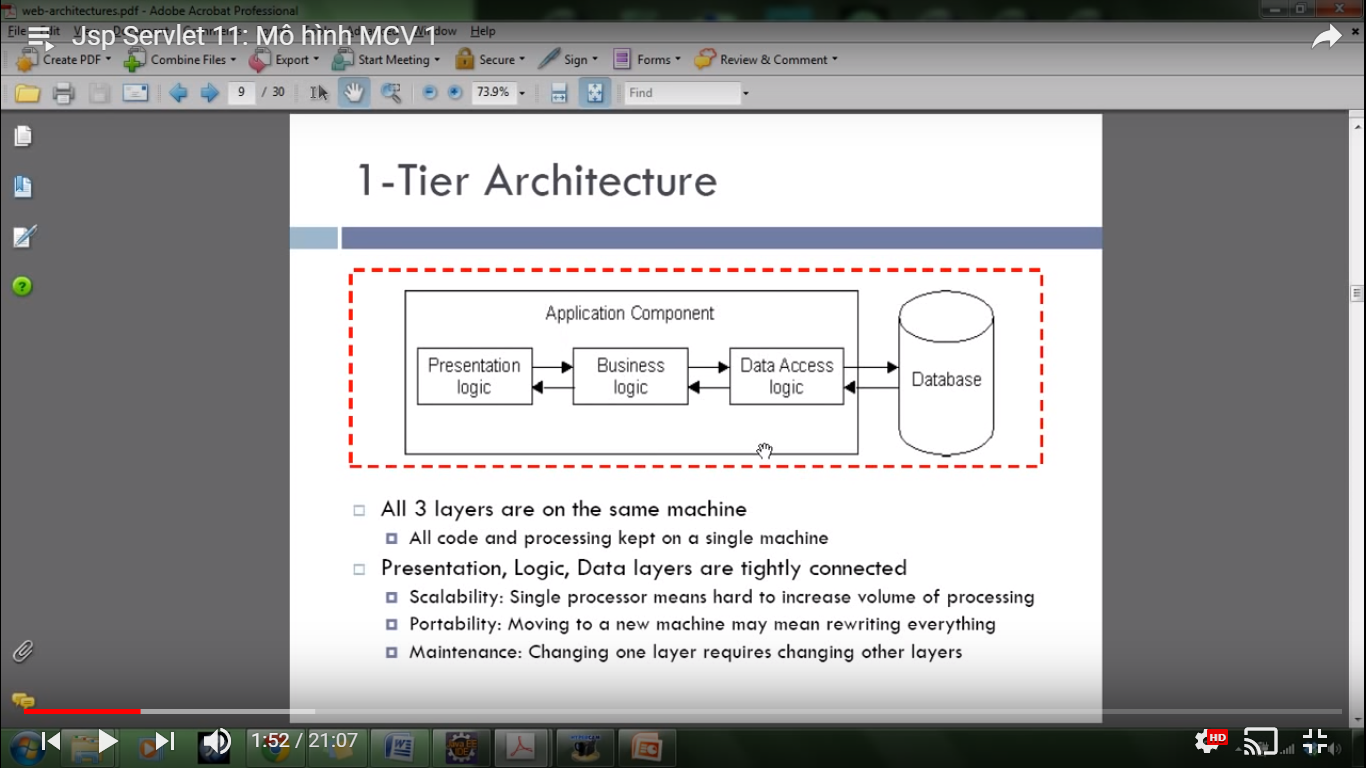 web-architectures.pdf - Adobe Acrobat Professional
Jsp Servlet 11: Mô hình MCV 1
Window Help
Create PDF Combine Files Export Start Meeting Secure Sign Forms Review & Comment
9 / 30 73.9% Find
1-Tier Architecture
Application Component
Presentation logic
Business logic
Data Access logic
Database
All 3 layers are on the same machine
All code and processing kept on a single machine
Presentation, Logic, Data layers are tightly connected
Scalability: Single processor means hard to increase volume of processing
Portability: Moving to a new machine may mean rewriting everything
Maintenance: Changing one layer requires changing other layers
1:52 / 21:07
HD